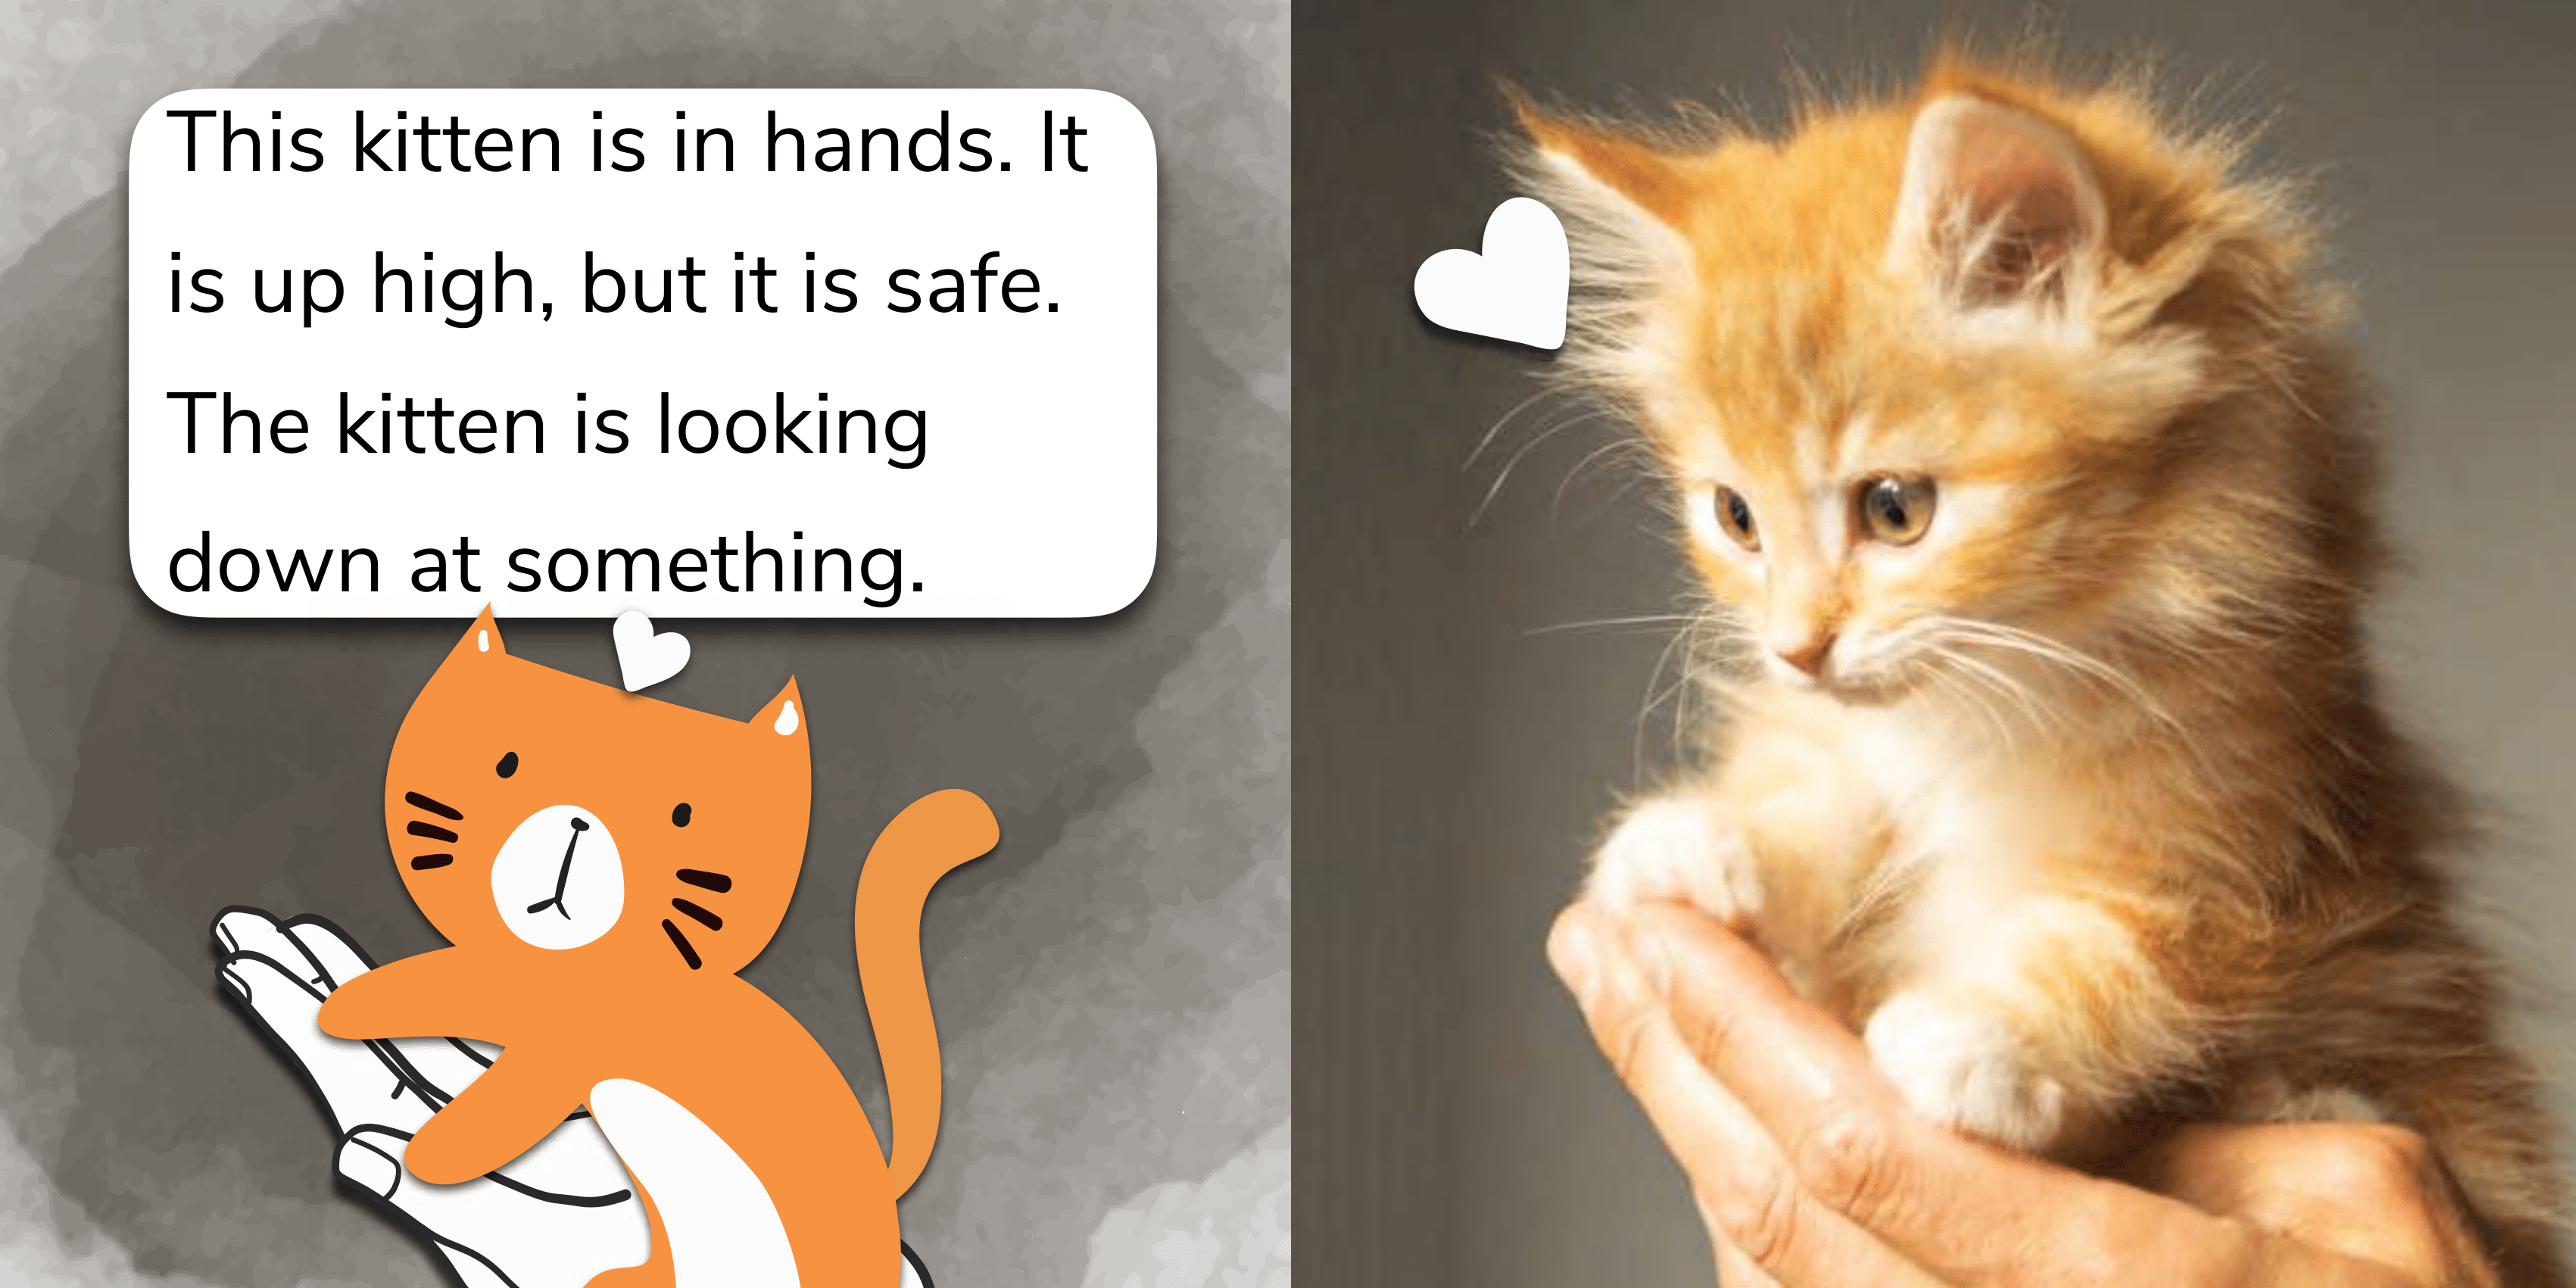 This kitten is in hands. It
is up high, but it is safe.
The kitten is looking
down at something.